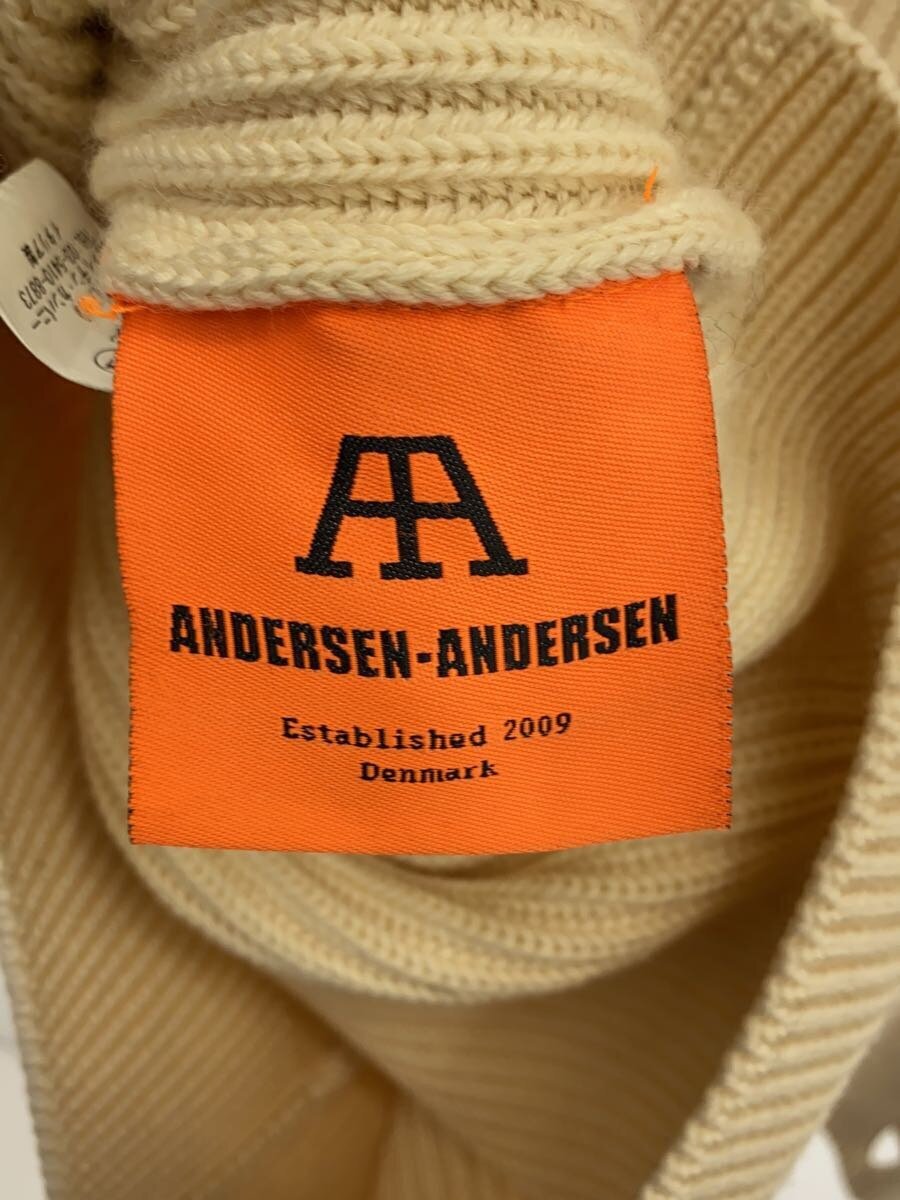 ANDERSEN-ANDERSEN
Established 2009
Denmark